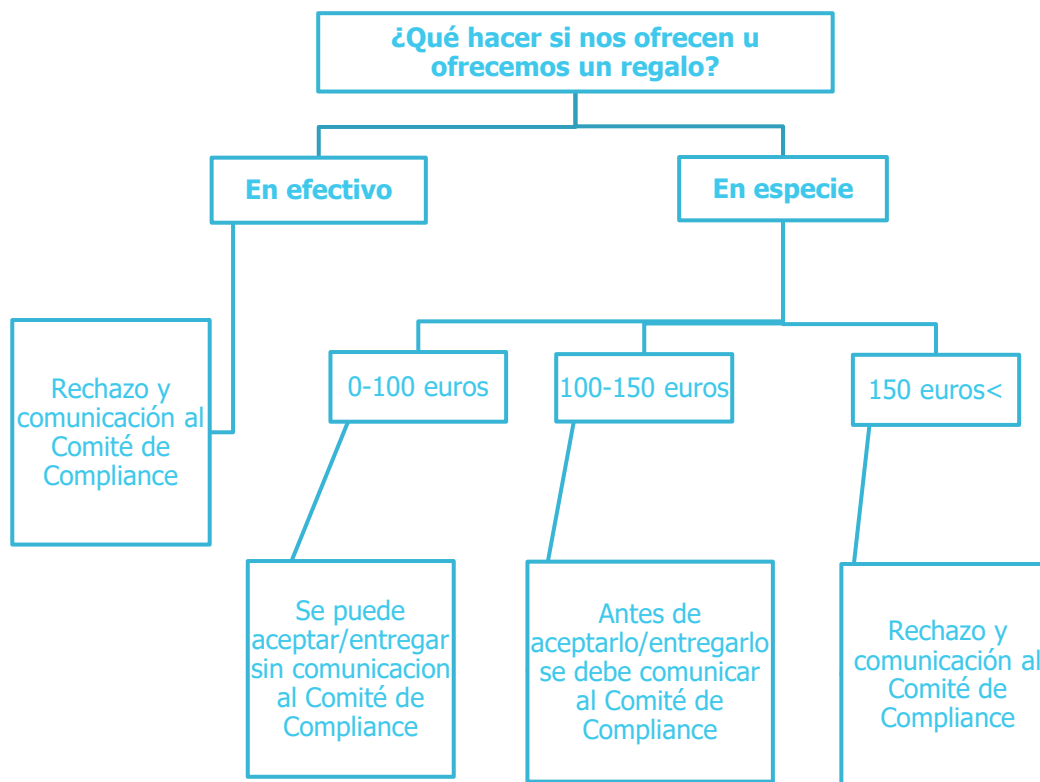 ¿Qué hacer si nos ofrecen u
ofrecemos un regalo?
En efectivo
En especie
Rechazo y
comunicación al
Comité de
Compliance
0-100 euros
100-150 euros
150 euros<
Se puede
aceptar/entregar
sin comunicacion
al Comité de
Compliance
Antes de
aceptarlo/entregarlo
se debe comunicar
al Comité de
Compliance
Rechazo y
comunicación al
Comité de
Compliance